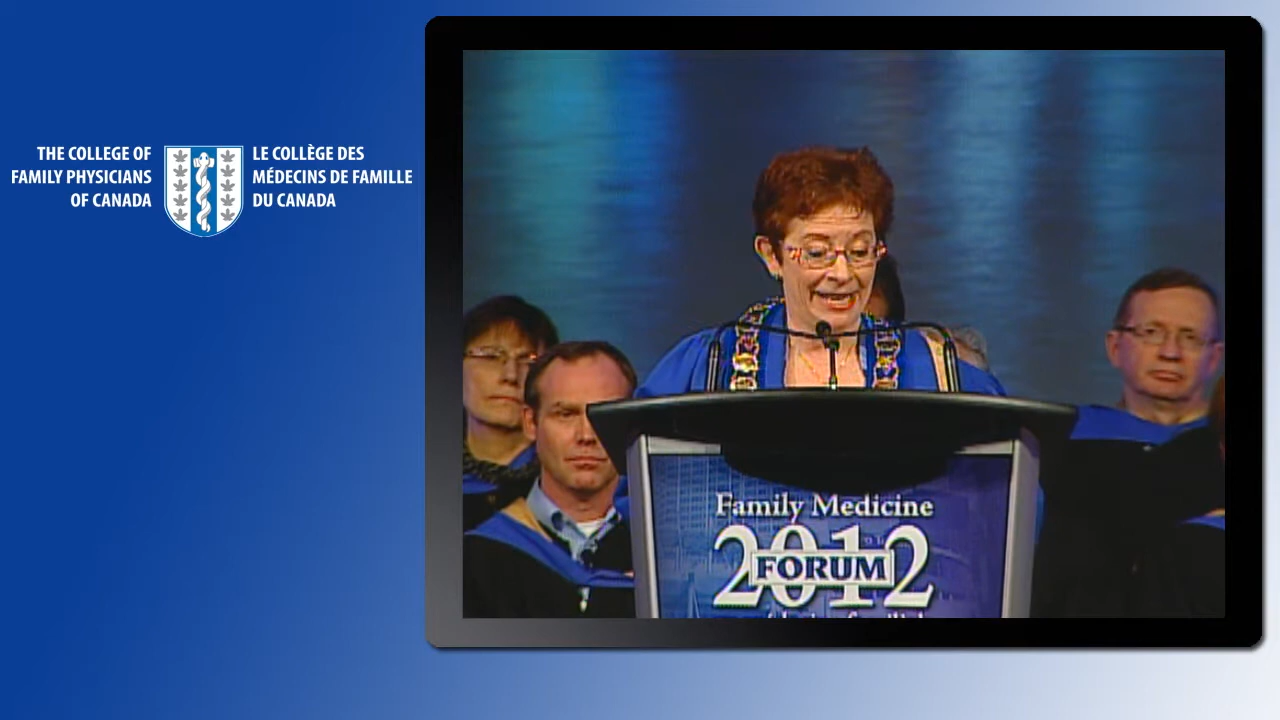 THE COLLEGE OF
FAMILY PHYSICIANS
OF CANADA
LE COLLÈGE DES
MÉDECINS DE FAMILLE
DU CANADA
Family Medicine
2012
FORUM